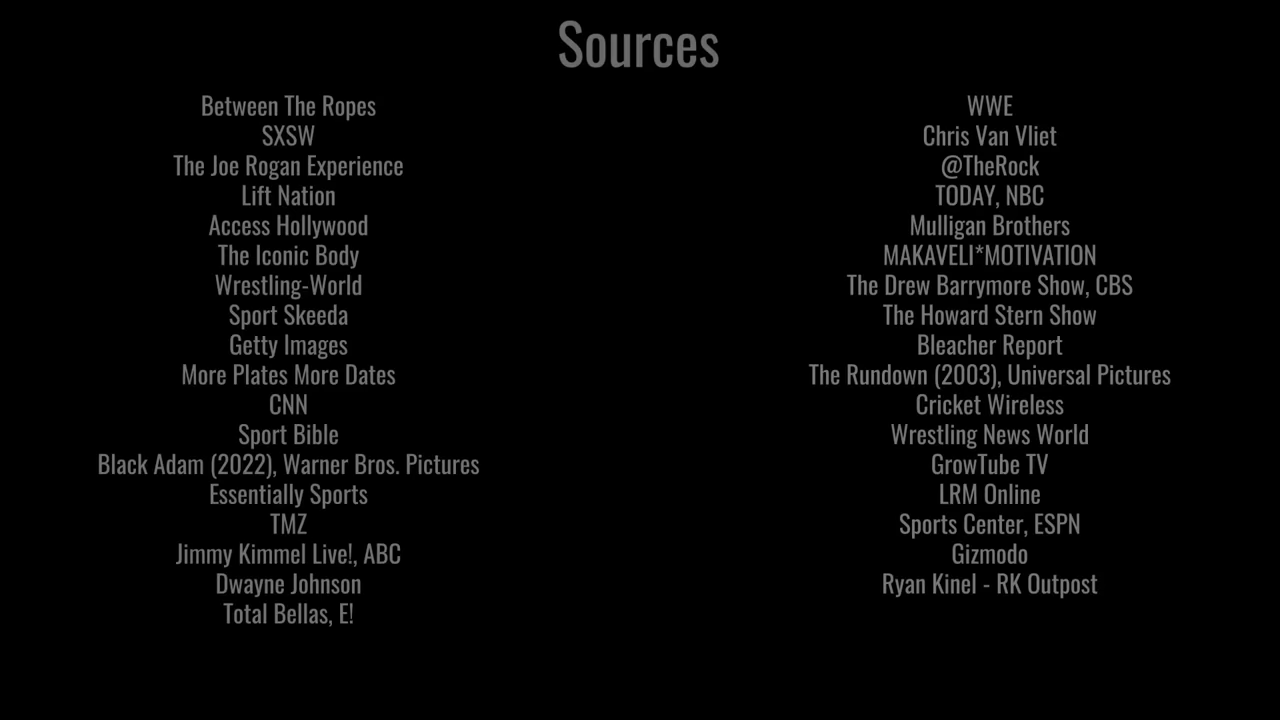 Sources
Between The Ropes
SXSW
The Joe Rogan Experience
Lift Nation
Access Hollywood
The Iconic Body
Wrestling-World
Sport Skeeda
Getty Images
More Plates More Dates
CNN
Sport Bible
Black Adam (2022), Warner Bros. Pictures
Essentially Sports
TMZ
Jimmy Kimmel Live!, ABC
Dwayne Johnson
Total Bellas, E!
WWE
Chris Van Vliet
@TheRock
TODAY, NBC
Mulligan Brothers
MAKAVELI*MOTIVATION
The Drew Barrymore Show, CBS
The Howard Stern Show
Bleacher Report
The Rundown (2003), Universal Pictures
Cricket Wireless
Wrestling News World
GrowTube TV
LRM Online
Sports Center, ESPN
Gizmodo
Ryan Kinel - RK Outpost